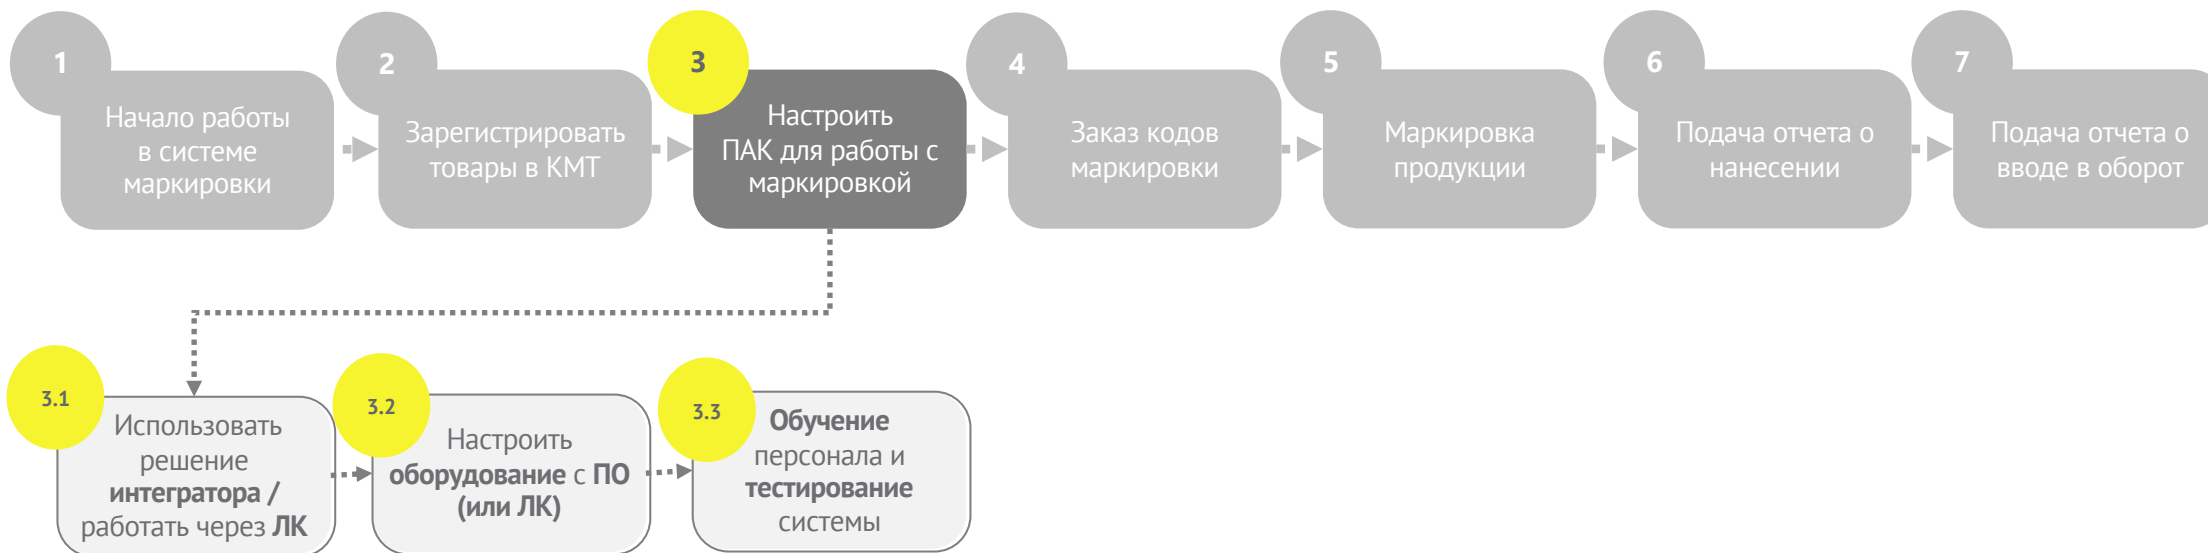 1
Начало работы
в системе
маркировки
2
Зарегистрировать
товары в КМТ
3
Настроить
ПАК для работы с
маркировкой
4
Заказ кодов
маркировки
5
Маркировка
продукции
6
Подача отчета о
нанесении
7
Подача отчета о
вводе в оборот
3.1
Использовать
решение
интегратора /
работать через ЛК
3.2
Настроить
оборудование с ПО
(или ЛК)
3.3
Обучение
персонала и
тестирование
системы